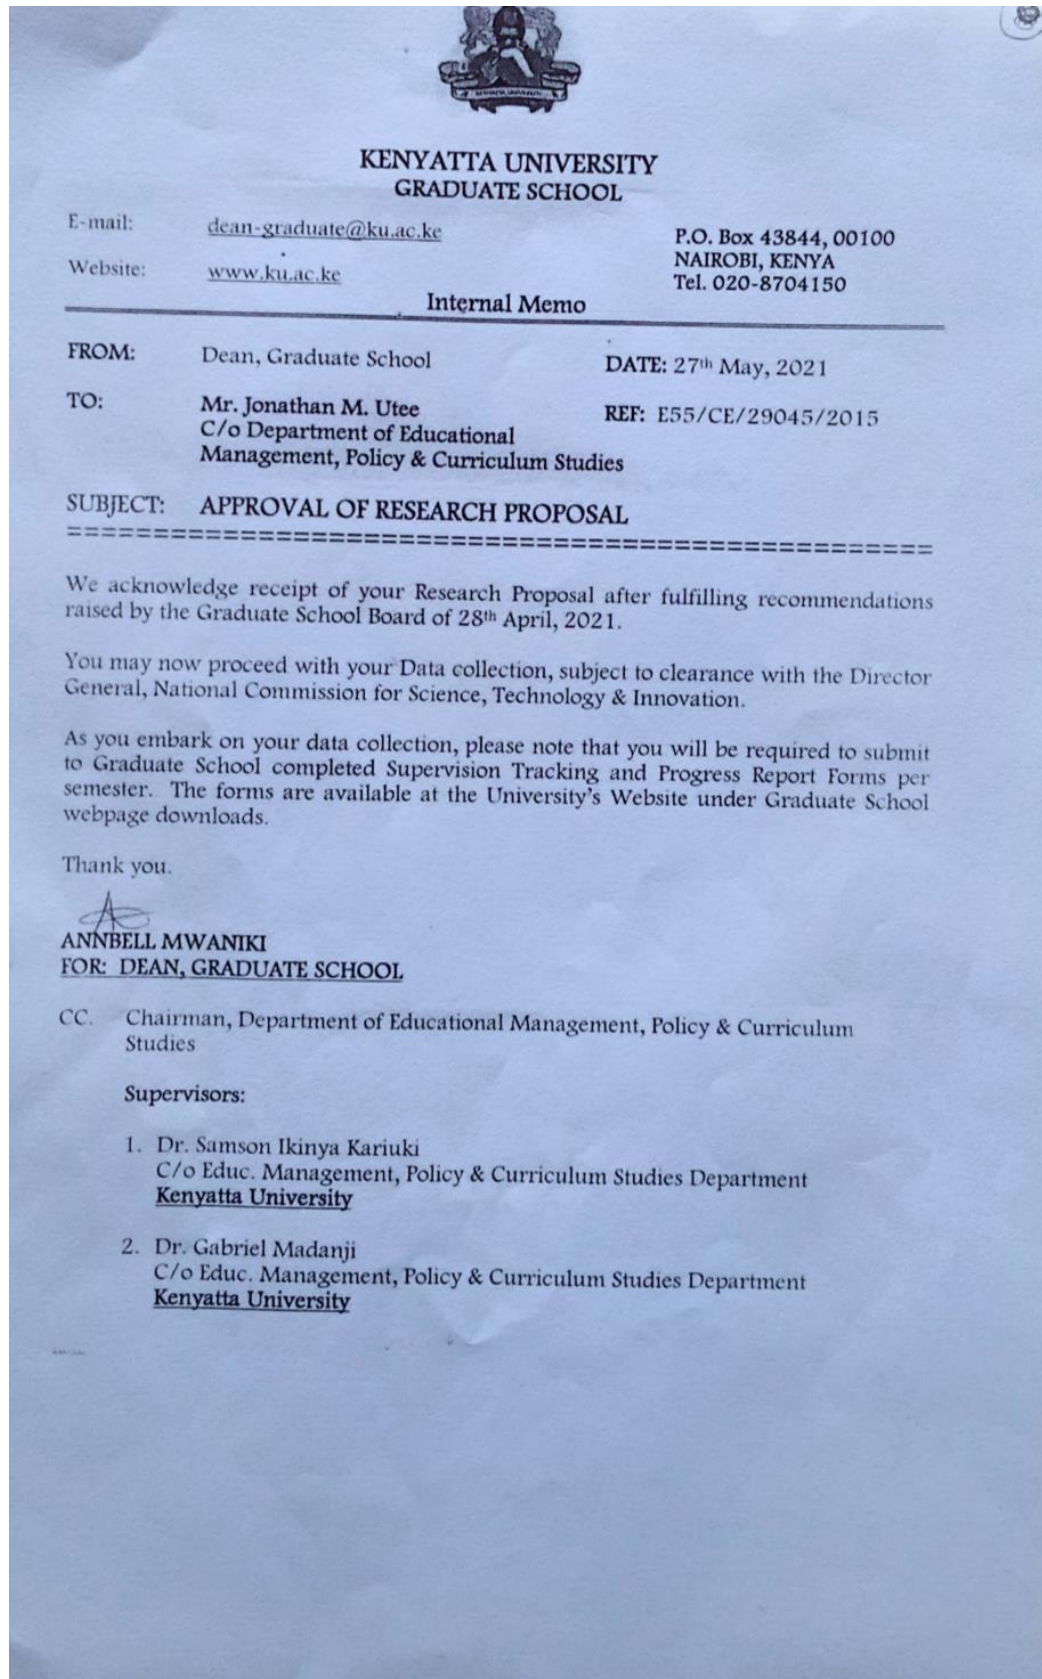 KENYATTA UNIVERSITY
GRADUATE SCHOOL
E-mail: dean-graduate@ku.ac.ke
Website: www.ku.ac.ke
P.O. Box 43844, 00100
NAIROBI, KENYA
Tel. 020-8704150
Internal Memo
FROM: Dean, Graduate School DATE: 27th May, 2021
TO: Mr. Jonathan M. Utee REF: E55/CE/29045/2015
C/o Department of Educational
Management, Policy & Curriculum Studies
SUBJECT: APPROVAL OF RESEARCH PROPOSAL
We acknowledge receipt of your Research Proposal after fulfilling recommendations
raised by the Graduate School Board of 28th April, 2021.
You may now proceed with your Data collection, subject to clearance with the Director
General, National Commission for Science, Technology & Innovation.
As you embark on your data collection, please note that you will be required to submit
to Graduate School completed Supervision Tracking and Progress Report Forms per
semester. The forms are available at the University's Website under Graduate School
webpage downloads.
Thank you.
ANNBELL MWANIKI
FOR: DEAN, GRADUATE SCHOOL
CC. Chairman, Department of Educational Management, Policy & Curriculum
Studies
Supervisors:
1. Dr. Samson Ikinya Kariuki
C/o Educ. Management, Policy & Curriculum Studies Department
Kenyatta University
2. Dr. Gabriel Madanji
C/o Educ. Management, Policy & Curriculum Studies Department
Kenyatta University